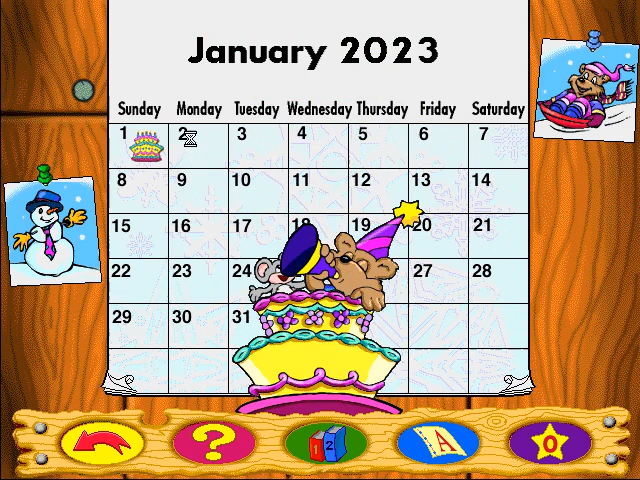 January 2023
Sunday Monday Tuesday Wednesday Thursday Friday Saturday
1 2 3 4 5 6 7
8 9 10 11 12 13 14
15 16 17 18 19 20 21
22 23 24 27 28
29 30 31
? 1 2 A O